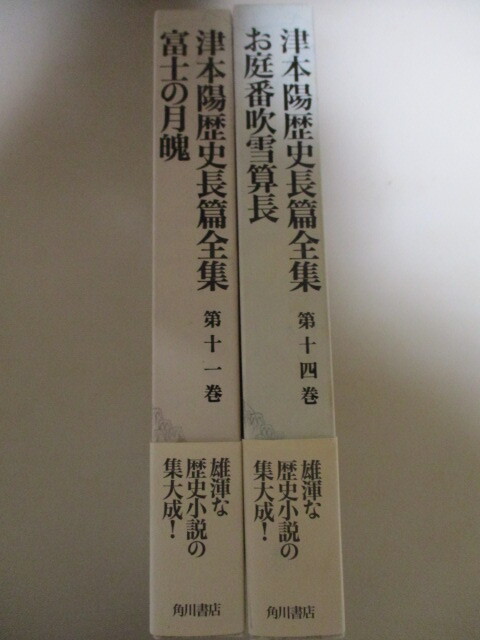 津本陽歴史長篇全集
第十四巻
お庭番吹雪算長
雄渾な
歴史小説の
集大成!
角川書店
津本陽歴史長篇全集
第十一巻
富士の月魄
雄渾な
歴史小説の
集大成!
角川書店